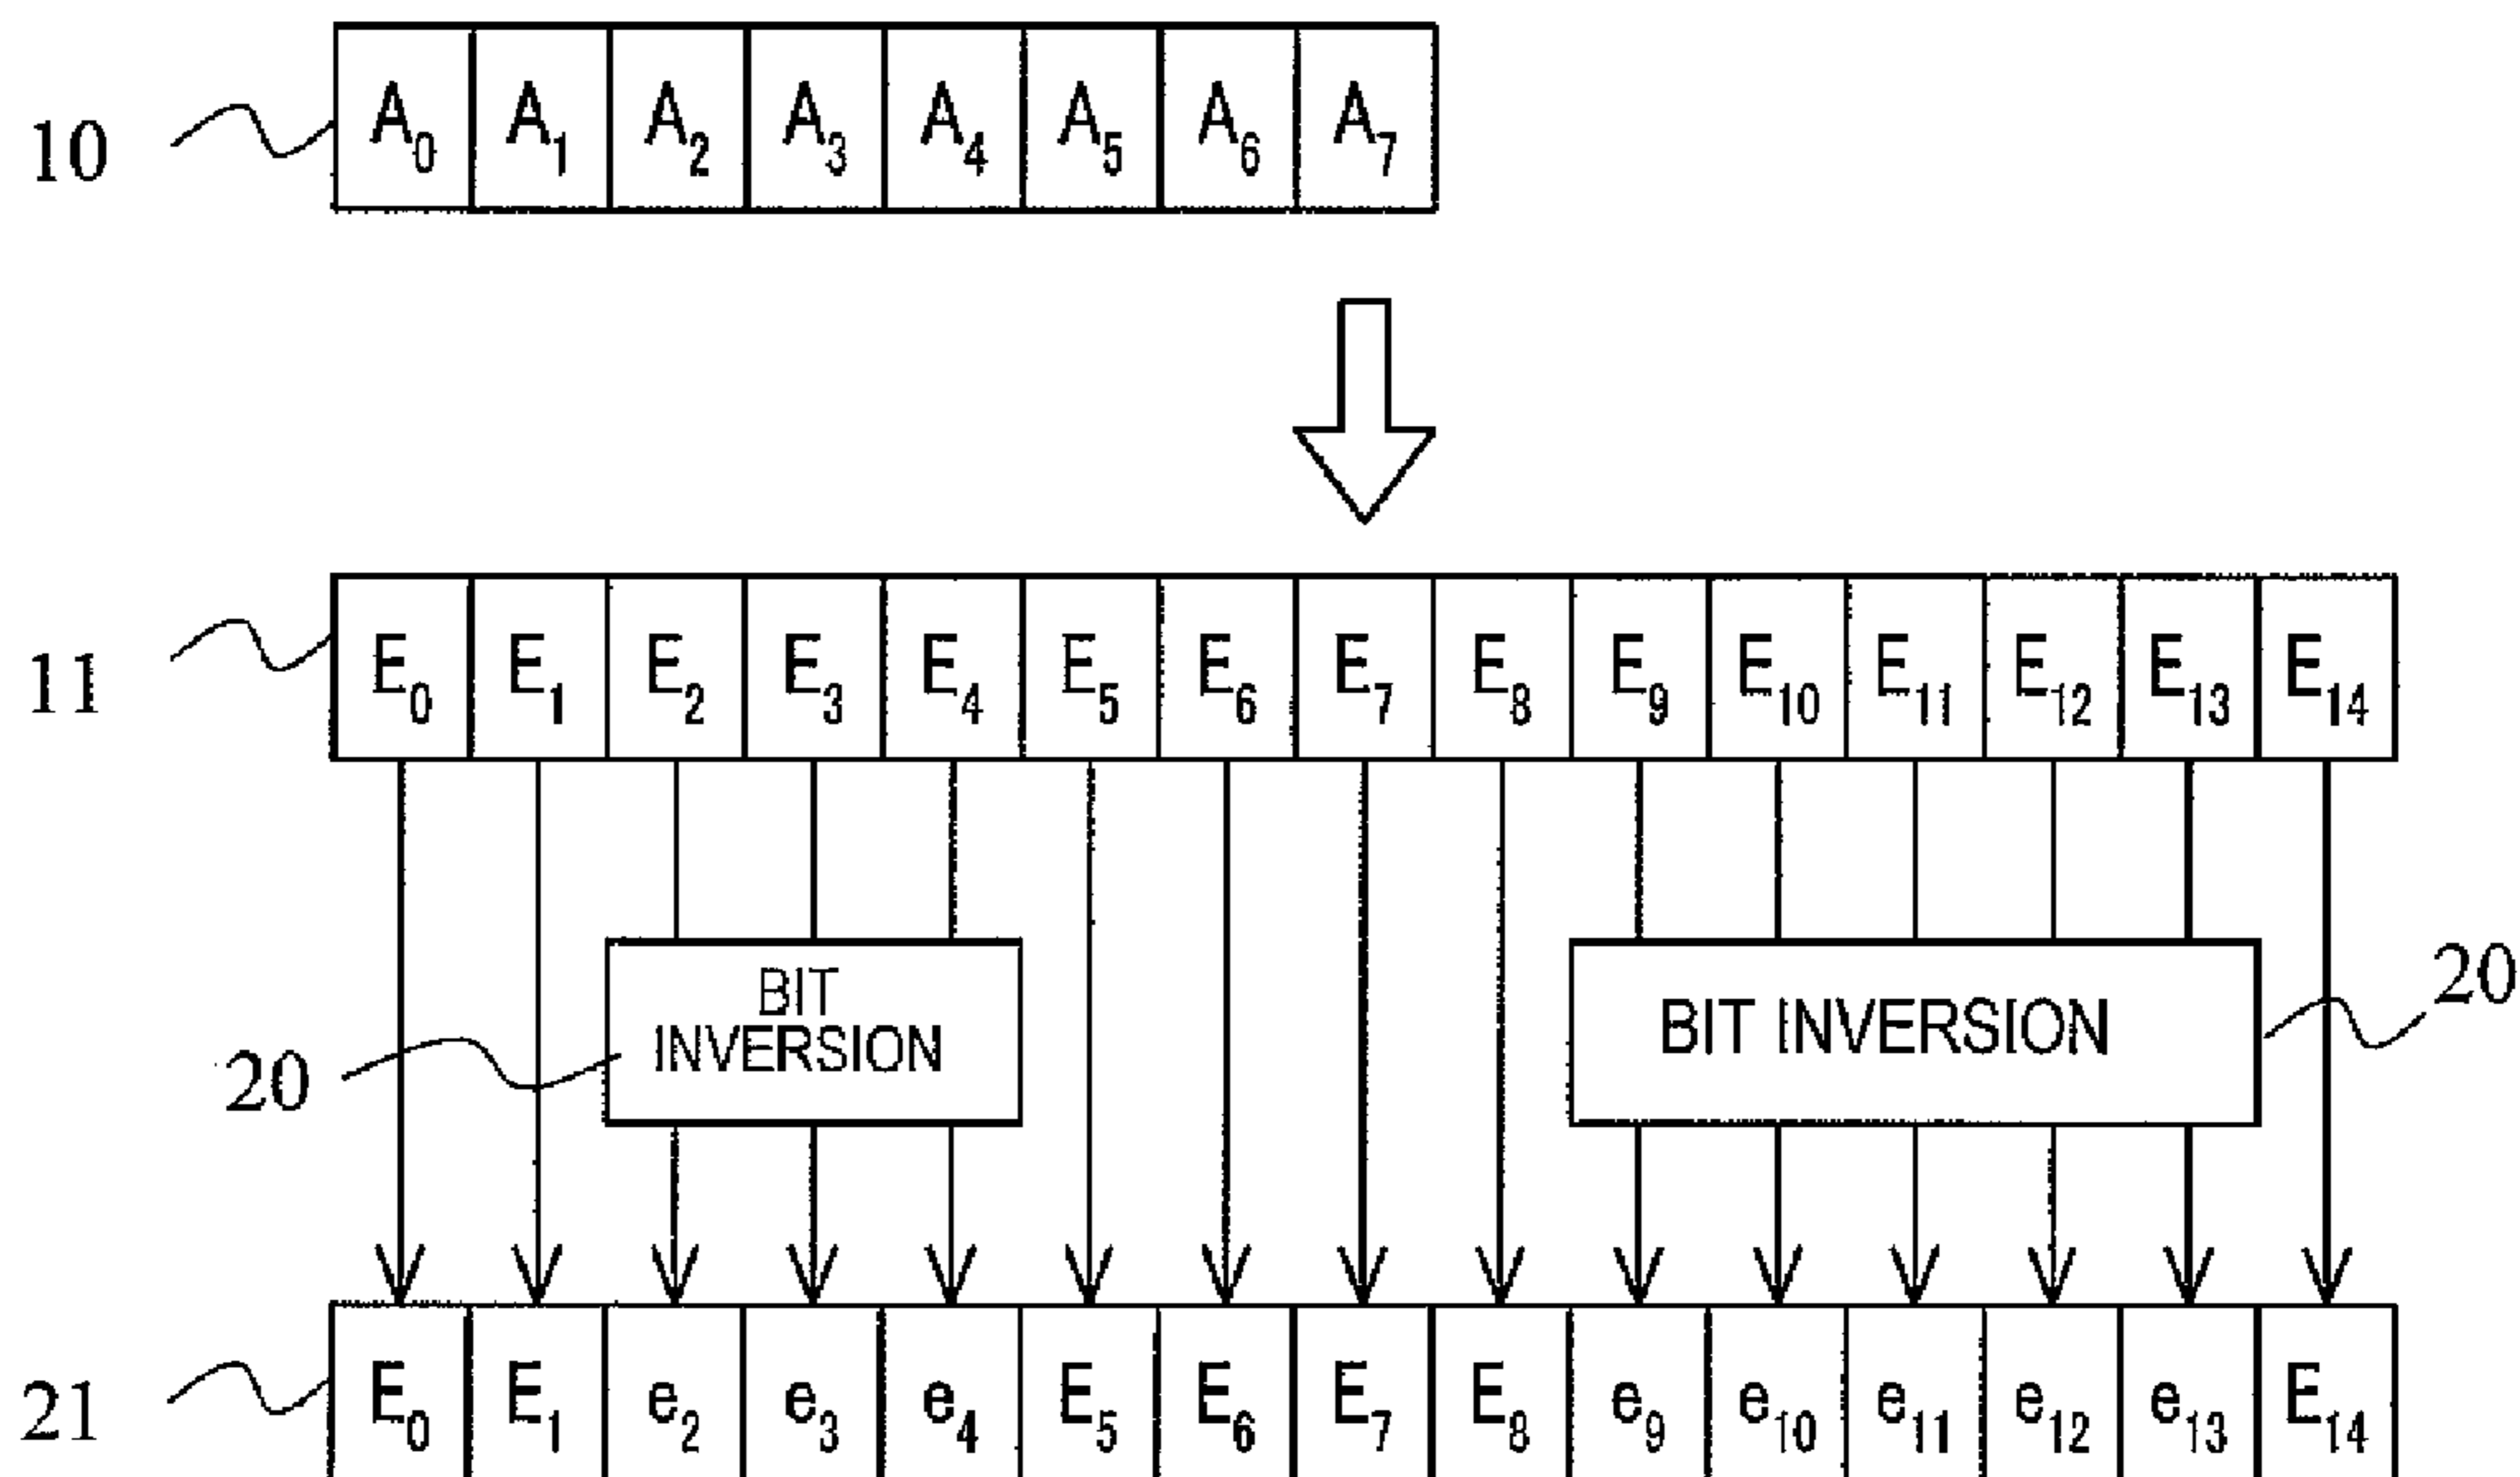 10 A0 A1 A2 A3 A4 A5 A6 A7
11 E0 E1 E2 E3 E4 E5 E6 E7 E8 E9 E10 E11 E12 E13 E14
BIT
INVERSION
20
BIT INVERSION
20
21 E0 E1 e2 e3 e4 E5 E6 E7 E8 e9 e10 e11 e12 e13 E14